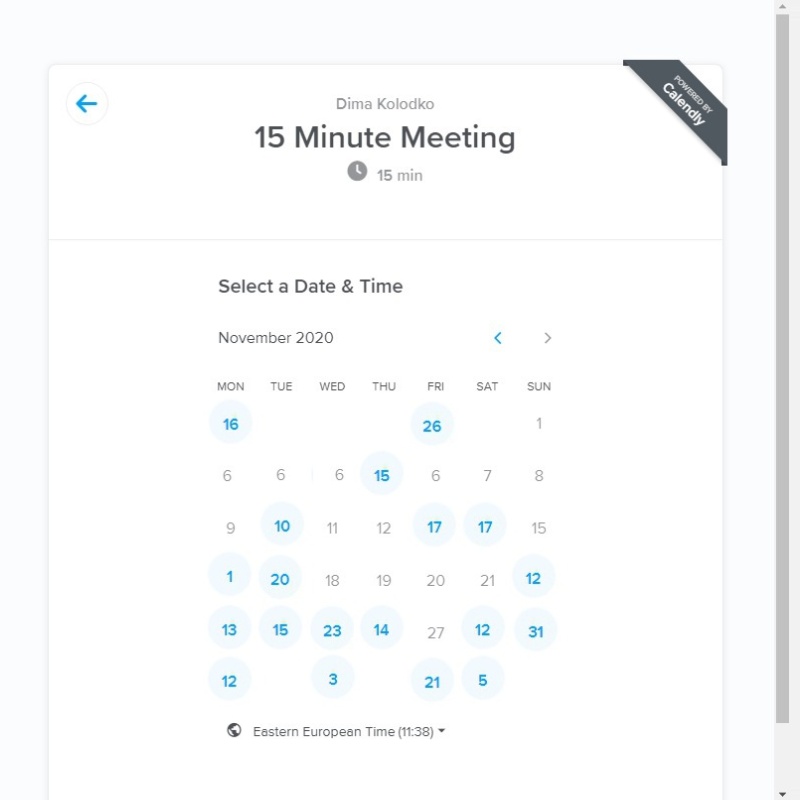 POWERED BY
Calendly
Dima Kolodko
15 Minute Meeting
15 min
Select a Date & Time
November 2020
MON TUE WED THU FRI SAT SUN
16 26 1
6 6 6 15 6 7 8
9 10 11 12 17 17 15
1 20 18 19 20 21 12
13 15 23 14 27 12 31
12 3 21 5
Eastern European Time (11:38)